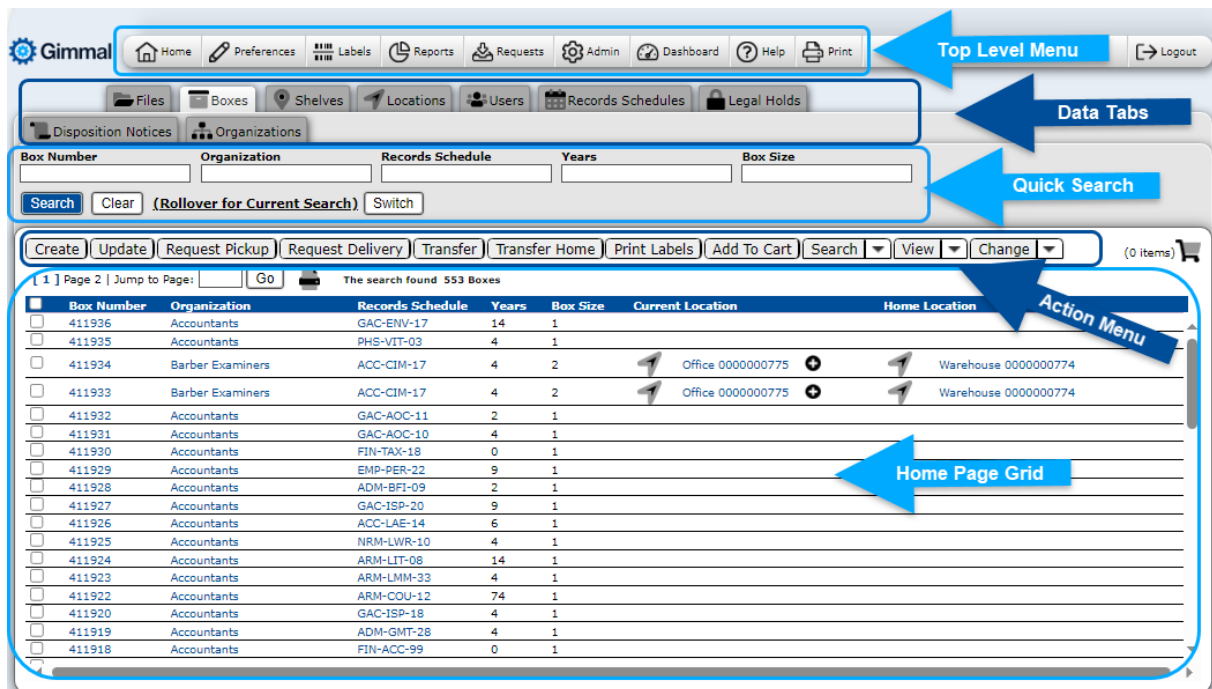 Gimmal Home Preferences Labels Reports Requests Admin Dashboard Help Print Top Level Menu Logout
Files Boxes Shelves Locations Users Records Schedules Legal Holds
Data Tabs
Disposition Notices Organizations
Box Number Organization Records Schedule Years Box Size
Quick Search
Search Clear (Rollover for Current Search) Switch
Create Update Request Pickup Request Delivery Transfer Transfer Home Print Labels Add To Cart Search View Change (0 items)
[ 1 ] Page 2 | Jump to Page: Go The search found 553 Boxes
Action Menu
Box Number Organization Records Schedule Years Box Size Current Location Home Location
411936 Accountants GAC-ENV-17 14 1
411935 Accountants PHS-VIT-03 4 1
411934 Barber Examiners ACC-CIM-17 4 2 Office 0000000775 Warehouse 0000000774
411933 Barber Examiners ACC-CIM-17 4 2 Office 0000000775 Warehouse 0000000774
411932 Accountants GAC-AOC-11 2 1
411931 Accountants GAC-AOC-10 4 1
411930 Accountants FIN-TAX-18 0 1
411929 Accountants EMP-PER-22 9 1
Home Page Grid
411928 Accountants ADM-BFI-09 2 1
411927 Accountants GAC-ISP-20 9 1
411926 Accountants ACC-LAE-14 6 1
411925 Accountants NRM-LWR-10 4 1
411924 Accountants ARM-LIT-08 14 1
411923 Accountants ARM-LMM-33 4 1
411922 Accountants ARM-COU-12 74 1
411920 Accountants GAC-ISP-18 4 1
411919 Accountants ADM-GMT-28 4 1
411918 Accountants FIN-ACC-99 0 1